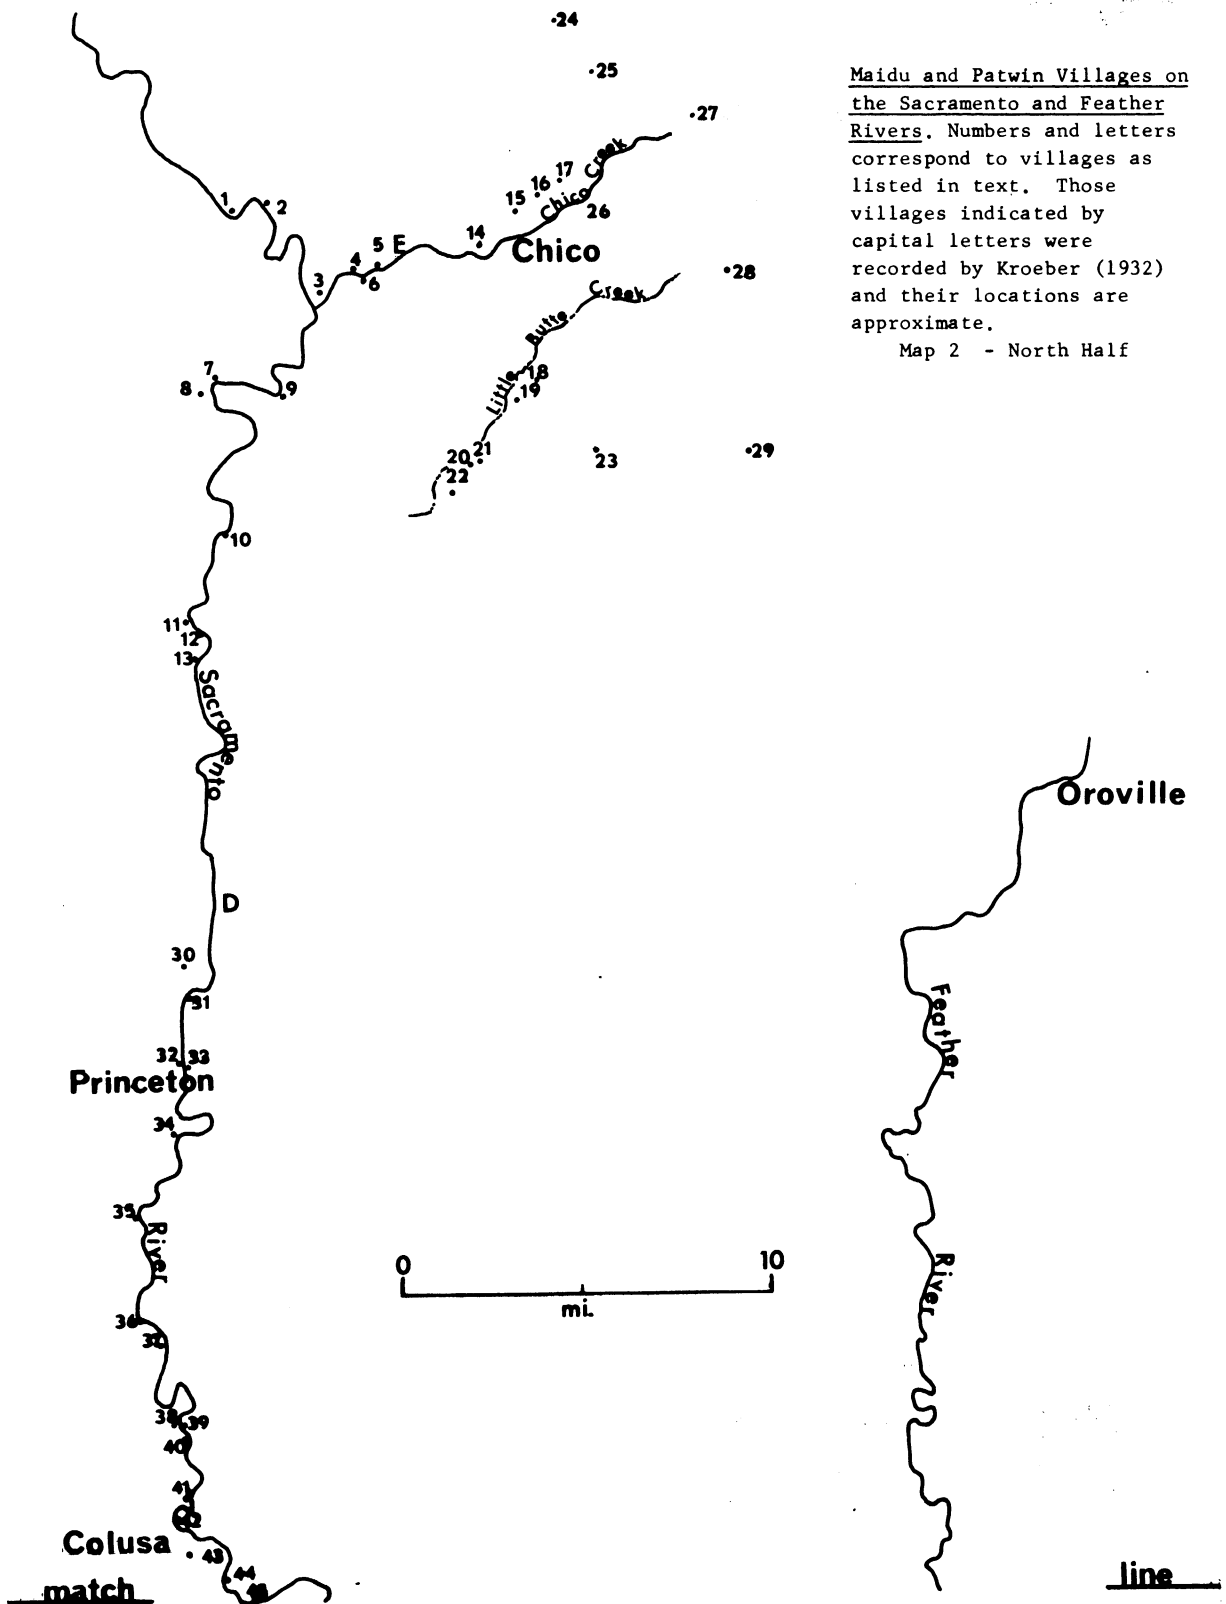 Maidu and Patwin Villages on
the Sacramento and Feather
Rivers. Numbers and letters
correspond to villages as
listed in text. Those
villages indicated by
capital letters were
recorded by Kroeber (1932)
and their locations are
approximate.
Map 2 - North Half
24
25
27
17
16
15
Chico Creek
26
1
2
14
Chico
5
E
4
6
3
28
Little Butte Creek
7
8
9
18
19
20
21
22
23
29
10
11
12
13
Sacramento
River
Oroville
D
30
31
Feather
River
32
33
Princeton
34
35
0
10
mi.
36
37
38
39
40
41
42
Colusa
43
44
match
line